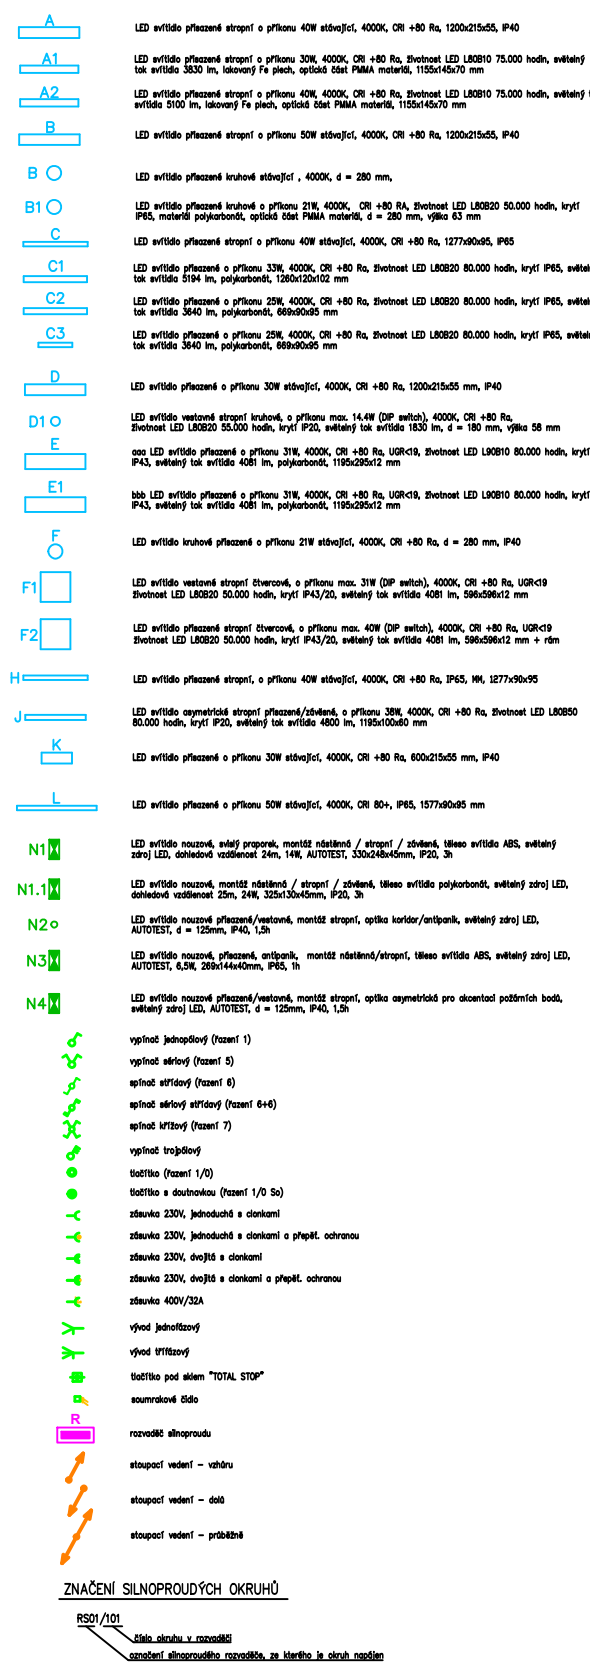 A
LED svítidlo přisazené stropní o příkonu 40W stávající, 4000K, CRI +80 Ra, 1200x215x55, IP40
A1
LED svítidlo přisazené stropní o příkonu 30W, 4000K, CRI +80 Ra, životnost LED L80B10 75.000 hodin, světelný
tok svítidla 3830 lm, lakovaný Fe plech, optická část PMMA materiál, 1155x145x70 mm
A2
LED svítidlo přisazené stropní o příkonu 40W, 4000K, CRI +80 Ra, životnost LED L80B10 75.000 hodin, světelný
svítidla 5100 lm, lakovaný Fe plech, optická část PMMA materiál, 1155x145x70 mm
B
LED svítidlo přisazené stropní o příkonu 50W stávající, 4000K, CRI +80 Ra, 1200x215x55, IP40
B
LED svítidlo přisazené kruhové stávající , 4000K, d = 280 mm,
B1
LED svítidlo přisazené kruhové o příkonu 21W, 4000K, CRI +80 RA, životnost LED L80B20 50.000 hodin, krytí
IP65, materiál polykarbonát, optická část PMMA materiál, d = 280 mm, výška 63 mm
C
LED svítidlo přisazené stropní o příkonu 40W stávající, 4000K, CRI +80 Ra, 1277x90x95, IP65
C1
LED svítidlo přisazené o příkonu 33W, 4000K, CRI +80 Ra, životnost LED L80B20 80.000 hodin, krytí IP65, světeln
tok svítidla 5194 lm, polykarbonát, 1260x120x102 mm
C2
LED svítidlo přisazené o příkonu 25W, 4000K, CRI +80 Ra, životnost LED L80B20 80.000 hodin, krytí IP65, světeln
tok svítidla 3640 lm, polykarbonát, 669x90x95 mm
C3
LED svítidlo přisazené o příkonu 25W, 4000K, CRI +80 Ra, životnost LED L80B20 80.000 hodin, krytí IP65, světeln
tok svítidla 3640 lm, polykarbonát, 669x90x95 mm
D
LED svítidlo přisazené o příkonu 30W stávající, 4000K, CRI +80 Ra, 1200x215x55 mm, IP40
D1
LED svítidlo vestavné stropní kruhové, o příkonu max. 14.4W (DIP switch), 4000K, CRI +80 Ra,
životnost LED L80B20 55.000 hodin, krytí IP20, světelný tok svítidla 1830 lm, d = 180 mm, výška 58 mm
E
aaa LED svítidlo přisazené o příkonu 31W, 4000K, CRI +80 Ra, UGR<19, životnost LED L90B10 80.000 hodin, krytí
IP43, světelný tok svítidla 4081 lm, polykarbonát, 1195x295x12 mm
E1
bbb LED svítidlo přisazené o příkonu 31W, 4000K, CRI +80 Ra, UGR<19, životnost LED L90B10 80.000 hodin, krytí
IP43, světelný tok svítidla 4081 lm, polykarbonát, 1195x295x12 mm
F
LED svítidlo kruhové přisazené o příkonu 21W stávající, 4000K, CRI +80 Ra, d = 280 mm, IP40
F1
LED svítidlo vestavné stropní čtvercové, o příkonu max. 31W (DIP switch), 4000K, CRI +80 Ra, UGR<19
životnost LED L80B20 50.000 hodin, krytí IP43/20, světelný tok svítidla 4081 lm, 596x596x12 mm
F2
LED svítidlo přisazené stropní čtvercové, o příkonu max. 40W (DIP switch), 4000K, CRI +80 Ra, UGR<19
životnost LED L80B20 50.000 hodin, krytí IP43/20, světelný tok svítidla 4081 lm, 596x596x12 mm + rám
H
LED svítidlo přisazené stropní, o příkonu 40W stávající, 4000K, CRI +80 Ra, IP65, MM, 1277x90x95
J
LED svítidlo asymetrické stropní přisazené/závěsné, o příkonu 38W, 4000K, CRI +80 Ra, životnost LED L80B50
80.000 hodin, krytí IP20, světelný tok svítidla 4800 lm, 1195x100x60 mm
K
LED svítidlo přisazené o příkonu 30W stávající, 4000K, CRI +80 Ra, 600x215x55 mm, IP40
L
LED svítidlo přisazené o příkonu 50W stávající, 4000K, CRI 80+, IP65, 1577x90x95 mm
N1
LED svítidlo nouzové, svislý praporek, montáž nástěnná / stropní / závěsné, těleso svítidla ABS, světelný
zdroj LED, dohledová vzdálenost 24m, 14W, AUTOTEST, 330x248x45mm, IP20, 3h
N1.1
LED svítidlo nouzové, montáž nástěnná / stropní / závěsné, těleso svítidla polykarbonát, světelný zdroj LED,
dohledová vzdálenost 25m, 24W, 325x130x45mm, IP20, 3h
N2
LED svítidlo nouzové přisazené/vestavné, montáž stropní, optika koridor/antipanik, světelný zdroj LED,
AUTOTEST, d = 125mm, IP40, 1,5h
N3
LED svítidlo nouzové, přisazené, antipanik, montáž nástěnná/stropní, těleso svítidla ABS, světelný zdroj LED,
AUTOTEST, 6,5W, 269x144x40mm, IP65, 1h
N4
LED svítidlo nouzové přisazené/vestavné, montáž stropní, optika asymetrická pro akcentaci požárních bodů,
světelný zdroj LED, AUTOTEST, d = 125mm, IP40, 1,5h
vypínač jednopólový (řazení 1)
vypínač sériový (řazení 5)
spínač střídavý (řazení 6)
spínač sériový střídavý (řazení 6+6)
spínač křížový (řazení 7)
vypínač trojpólový
tlačítko (řazení 1/0)
tlačítko s doutnavkou (řazení 1/0 So)
zásuvka 230V, jednoduchá s clonkami
zásuvka 230V, jednoduchá s clonkami a přepět. ochranou
zásuvka 230V, dvojitá s clonkami
zásuvka 230V, dvojitá s clonkami a přepět. ochranou
zásuvka 400V/32A
vývod jednofázový
vývod třífázový
tlačítko pod sklem "TOTAL STOP"
soumrakové čidlo
R
rozvaděč silnoproudu
stoupací vedení – vzhůru
stoupací vedení – dolů
stoupací vedení – průběžně
ZNAČENÍ SILNOPROUDÝCH OKRUHŮ
RS01/101
číslo okruhu v rozvaděči
označení silnoproudého rozvaděče, ze kterého je okruh napájen